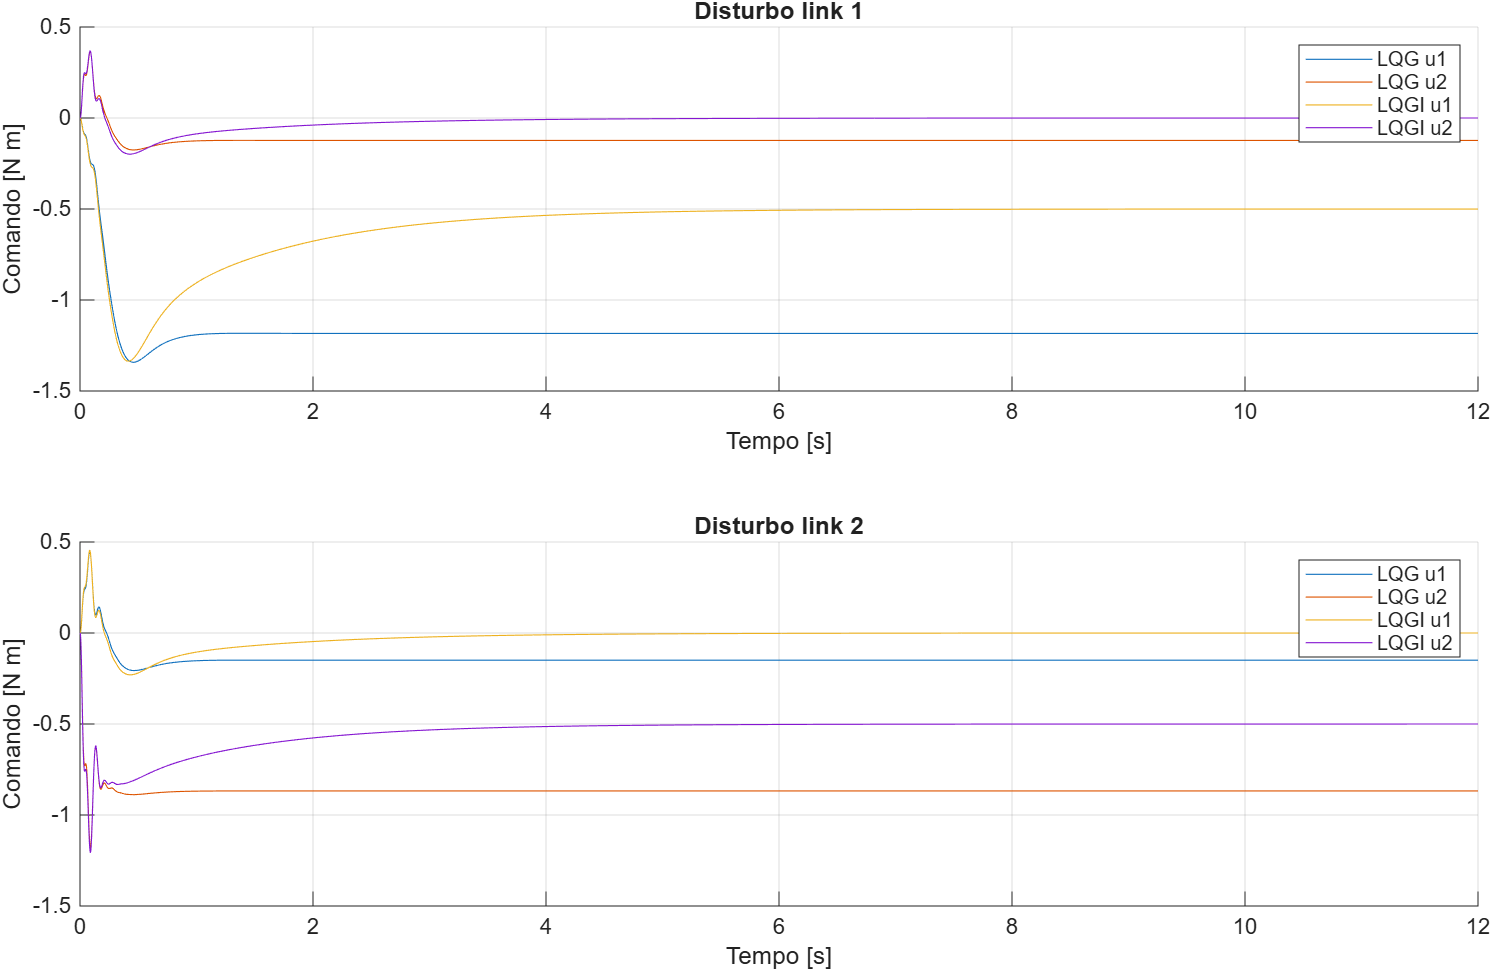 Disturbo link 1
Comando [N m]
0.5
0
-0.5
-1
-1.5
LQG u1
LQG u2
LQGI u1
LQGI u2
0 2 4 6 8 10 12
Tempo [s]
Disturbo link 2
Comando [N m]
0.5
0
-0.5
-1
-1.5
LQG u1
LQG u2
LQGI u1
LQGI u2
0 2 4 6 8 10 12
Tempo [s]